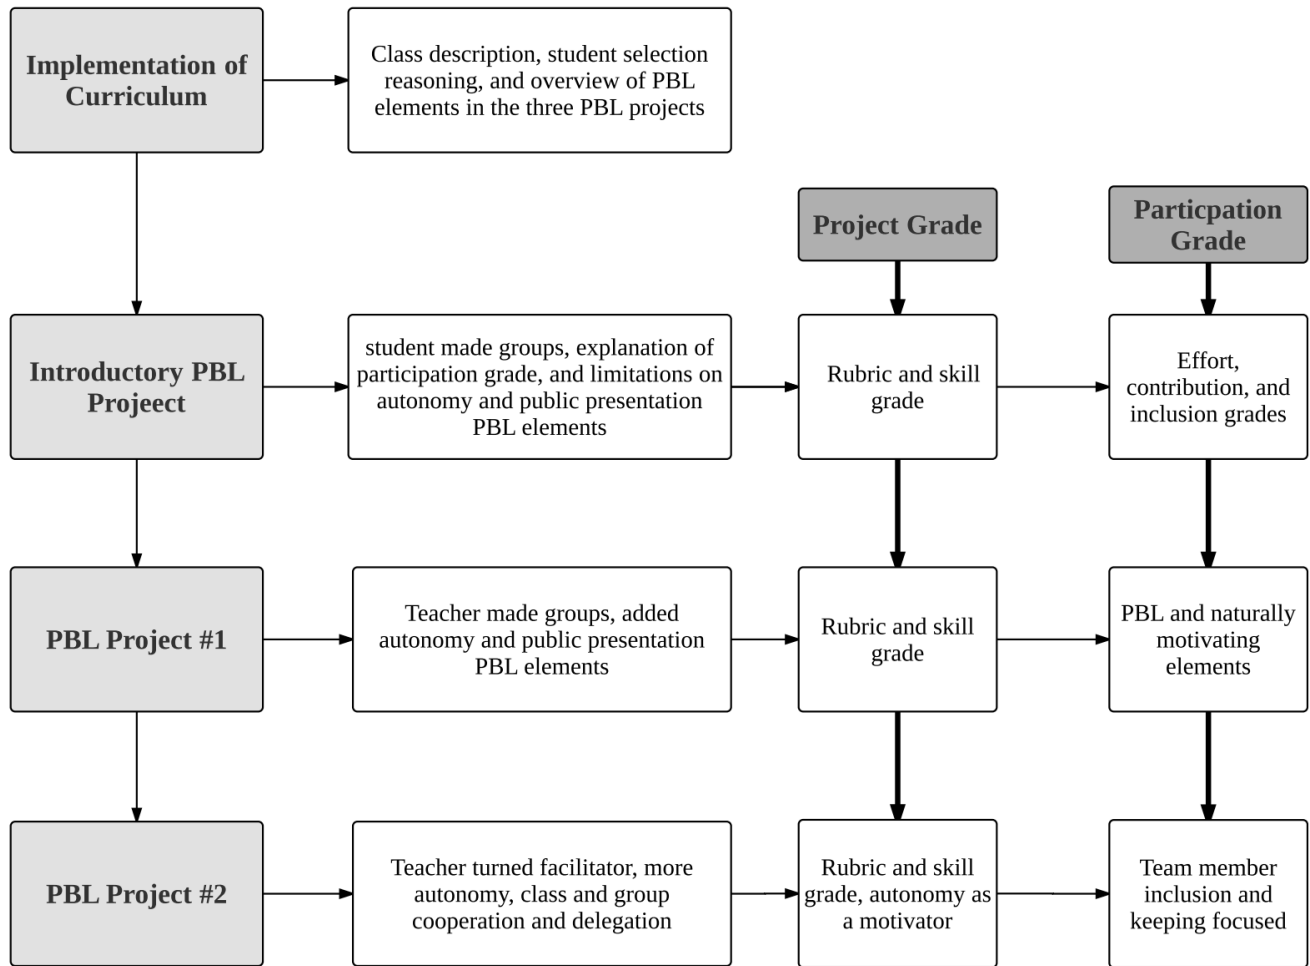 Implementation of
Curriculum
Class description, student selection
reasoning, and overview of PBL
elements in the three PBL projects
Project Grade
Particpation
Grade
Introductory PBL
Projeect
student made groups, explanation of
participation grade, and limitations on
autonomy and public presentation
PBL elements
Rubric and skill
grade
Effort,
contribution, and
inclusion grades
PBL Project #1
Teacher made groups, added
autonomy and public presentation
PBL elements
Rubric and skill
grade
PBL and naturally
motivating
elements
PBL Project #2
Teacher turned facilitator, more
autonomy, class and group
cooperation and delegation
Rubric and skill
grade, autonomy as
a motivator
Team member
inclusion and
keeping focused